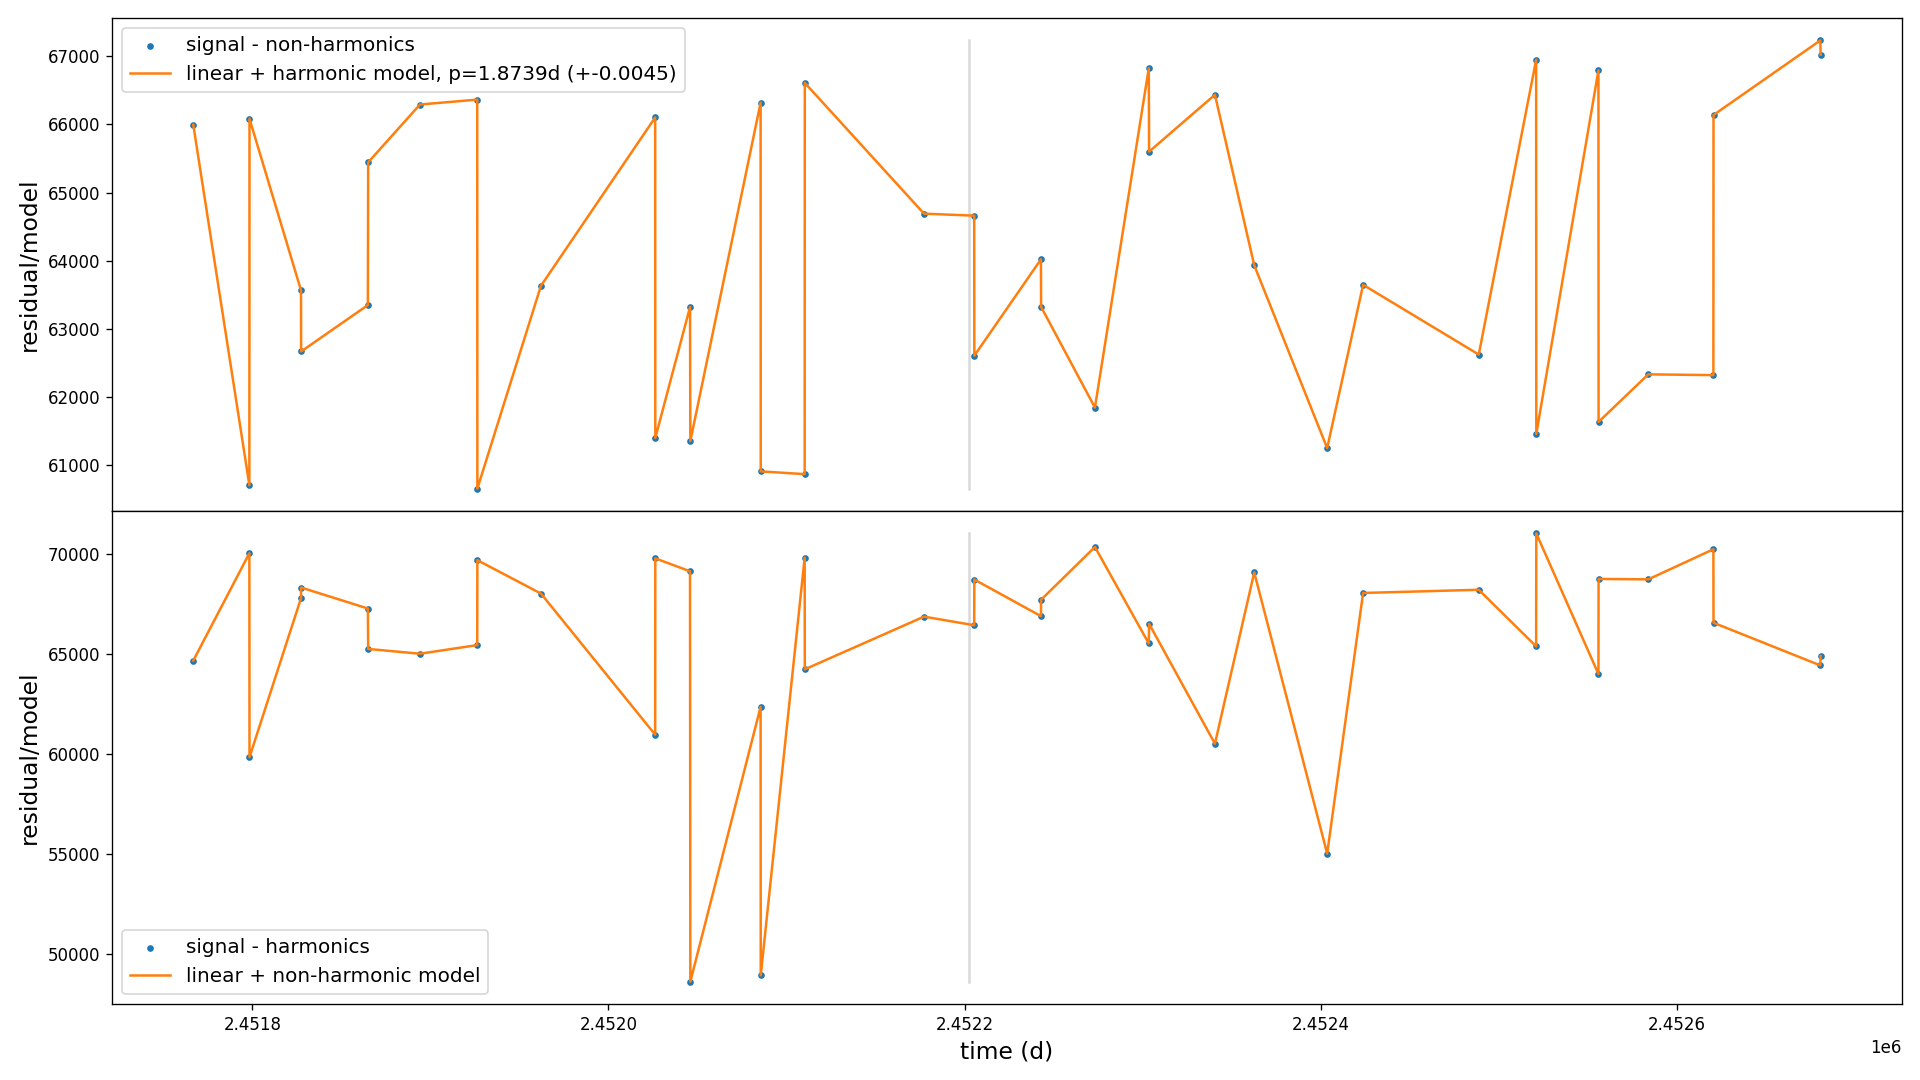 signal - non-harmonics
linear + harmonic model, p=1.8739d (+-0.0045)
67000
66000
65000
64000
63000
62000
61000
residual/model
70000
65000
60000
55000
50000
residual/model
signal - harmonics
linear + non-harmonic model
2.4518
2.4520
2.4522
2.4524
2.4526
time (d)
1e6